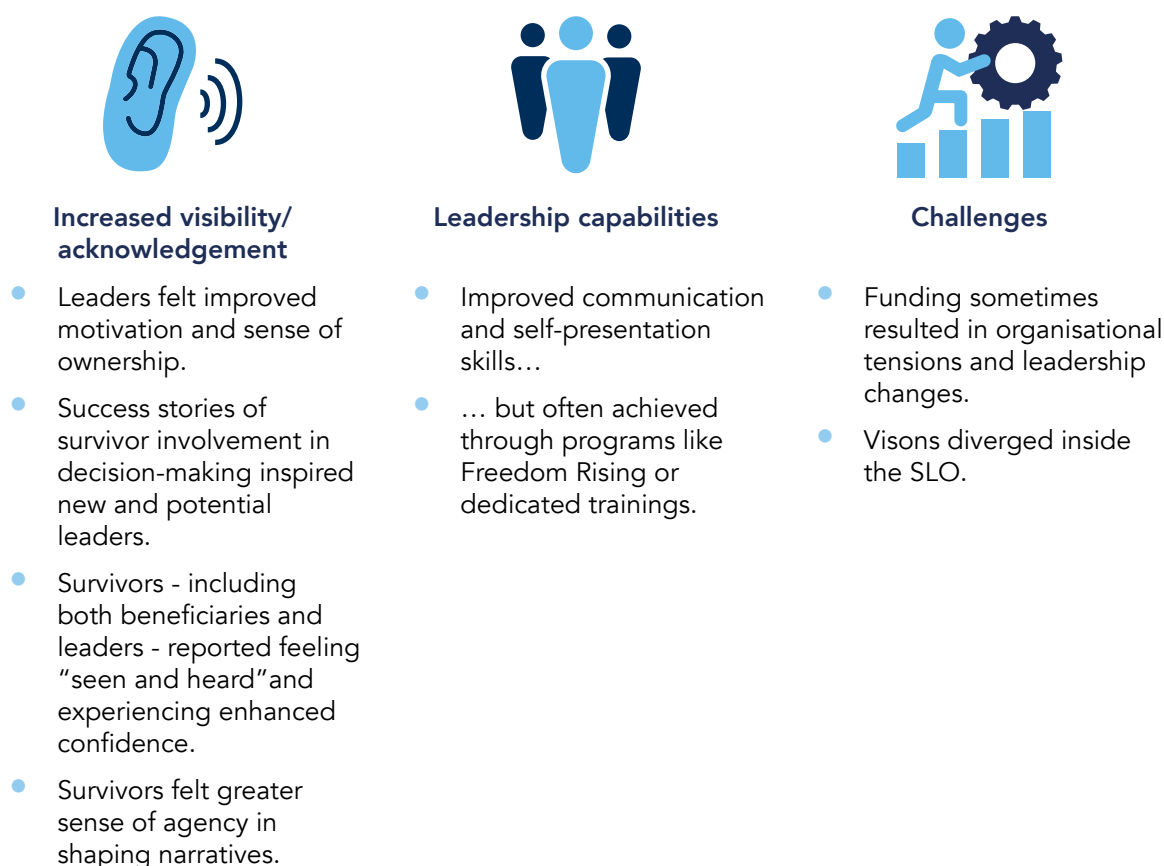 Increased visibility/
acknowledgement
• Leaders felt improved
motivation and sense of
ownership.
• Success stories of
survivor involvement in
decision-making inspired
new and potential
leaders.
• Survivors - including
both beneficiaries and
leaders - reported feeling
“seen and heard”and
experiencing enhanced
confidence.
• Survivors felt greater
sense of agency in
shaping narratives.
Leadership capabilities
• Improved communication
and self-presentation
skills…
• … but often achieved
through programs like
Freedom Rising or
dedicated trainings.
Challenges
• Funding sometimes
resulted in organisational
tensions and leadership
changes.
• Visons diverged inside
the SLO.